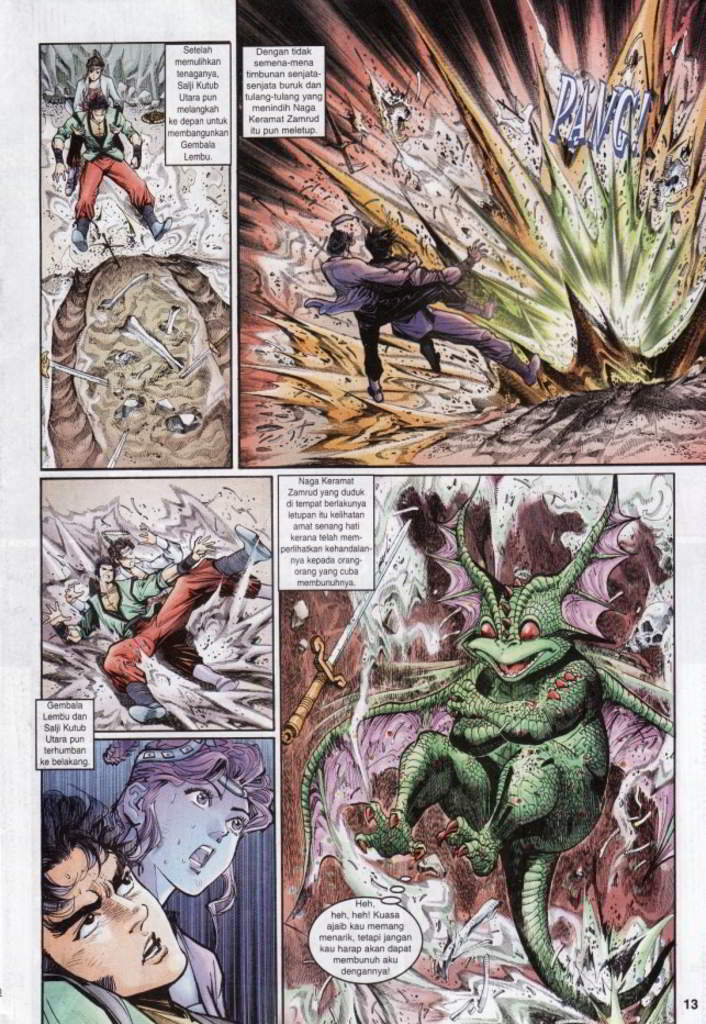 Setelah
memulihkan
tenaganya,
Salji Kutub
Utara pun
melangkah
ke depan untuk
membangunkan
Gembala
Lembu.
Dengan tidak
semena-mena
timbunan senjata-
senjata buruk dan
tulang-tulang yang
menindih Naga
Keramat Zamrud
itu pun meletup.
PANG!
Naga Keramat
Zamrud yang duduk
di tempat berlakunya
letupan itu kelihatan
amat senang hati
kerana telah mem-
perlihatkan kehandalan-
nya kepada orang-
orang yang cuba
membunuhnya.
Gembala
Lembu dan
Salji Kutub
Utara pun
terhumban
ke belakang.
Heh,
heh, heh! Kuasa
ajaib kau memang
menarik, tetapi jangan
kau harap akan dapat
membunuh aku
dengannya!
13